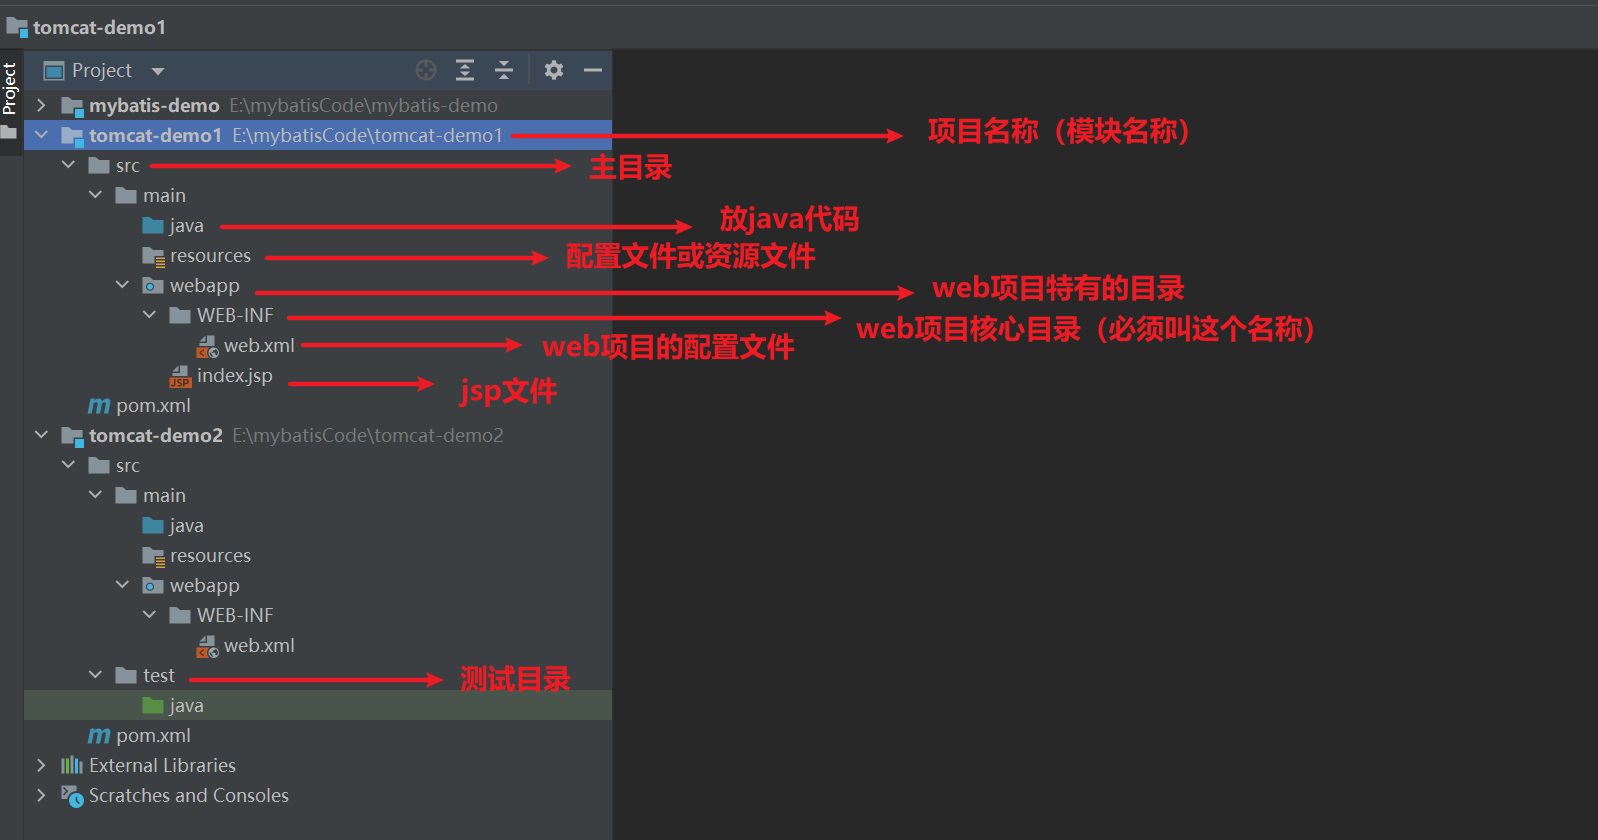 tomcat-demo1
Project
Project
mybatis-demo E:\mybatisCode\mybatis-demo
tomcat-demo1 E:\mybatisCode\tomcat-demo1 项目名称（模块名称）
src 主目录
main
java 放java代码
resources 配置文件或资源文件
webapp web项目特有的目录
WEB-INF web项目核心目录（必须叫这个名称）
web.xml web项目的配置文件
index.jsp jsp文件
JSP
pom.xml
tomcat-demo2 E:\mybatisCode\tomcat-demo2
src
main
java
resources
webapp
WEB-INF
web.xml
test 测试目录
java
pom.xml
External Libraries
Scratches and Consoles